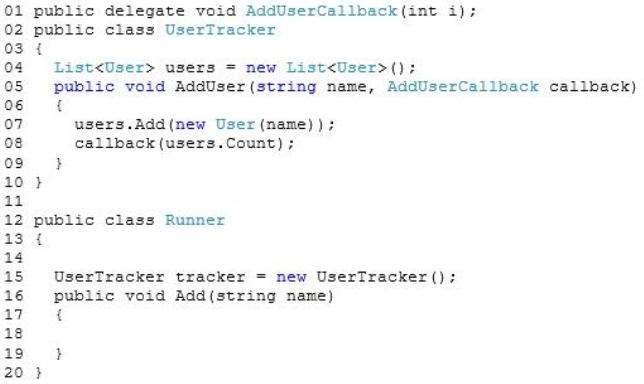 01 public delegate void AddUserCallback(int i);
02 public class UserTracker
03 {
04   List<User> users = new List<User>();
05   public void AddUser(string name, AddUserCallback callback)
06   {
07     users.Add(new User(name));
08     callback(users.Count);
09   }
10 }
11
12 public class Runner
13 {
14
15   UserTracker tracker = new UserTracker();
16   public void Add(string name)
17   {
18
19   }
20 }